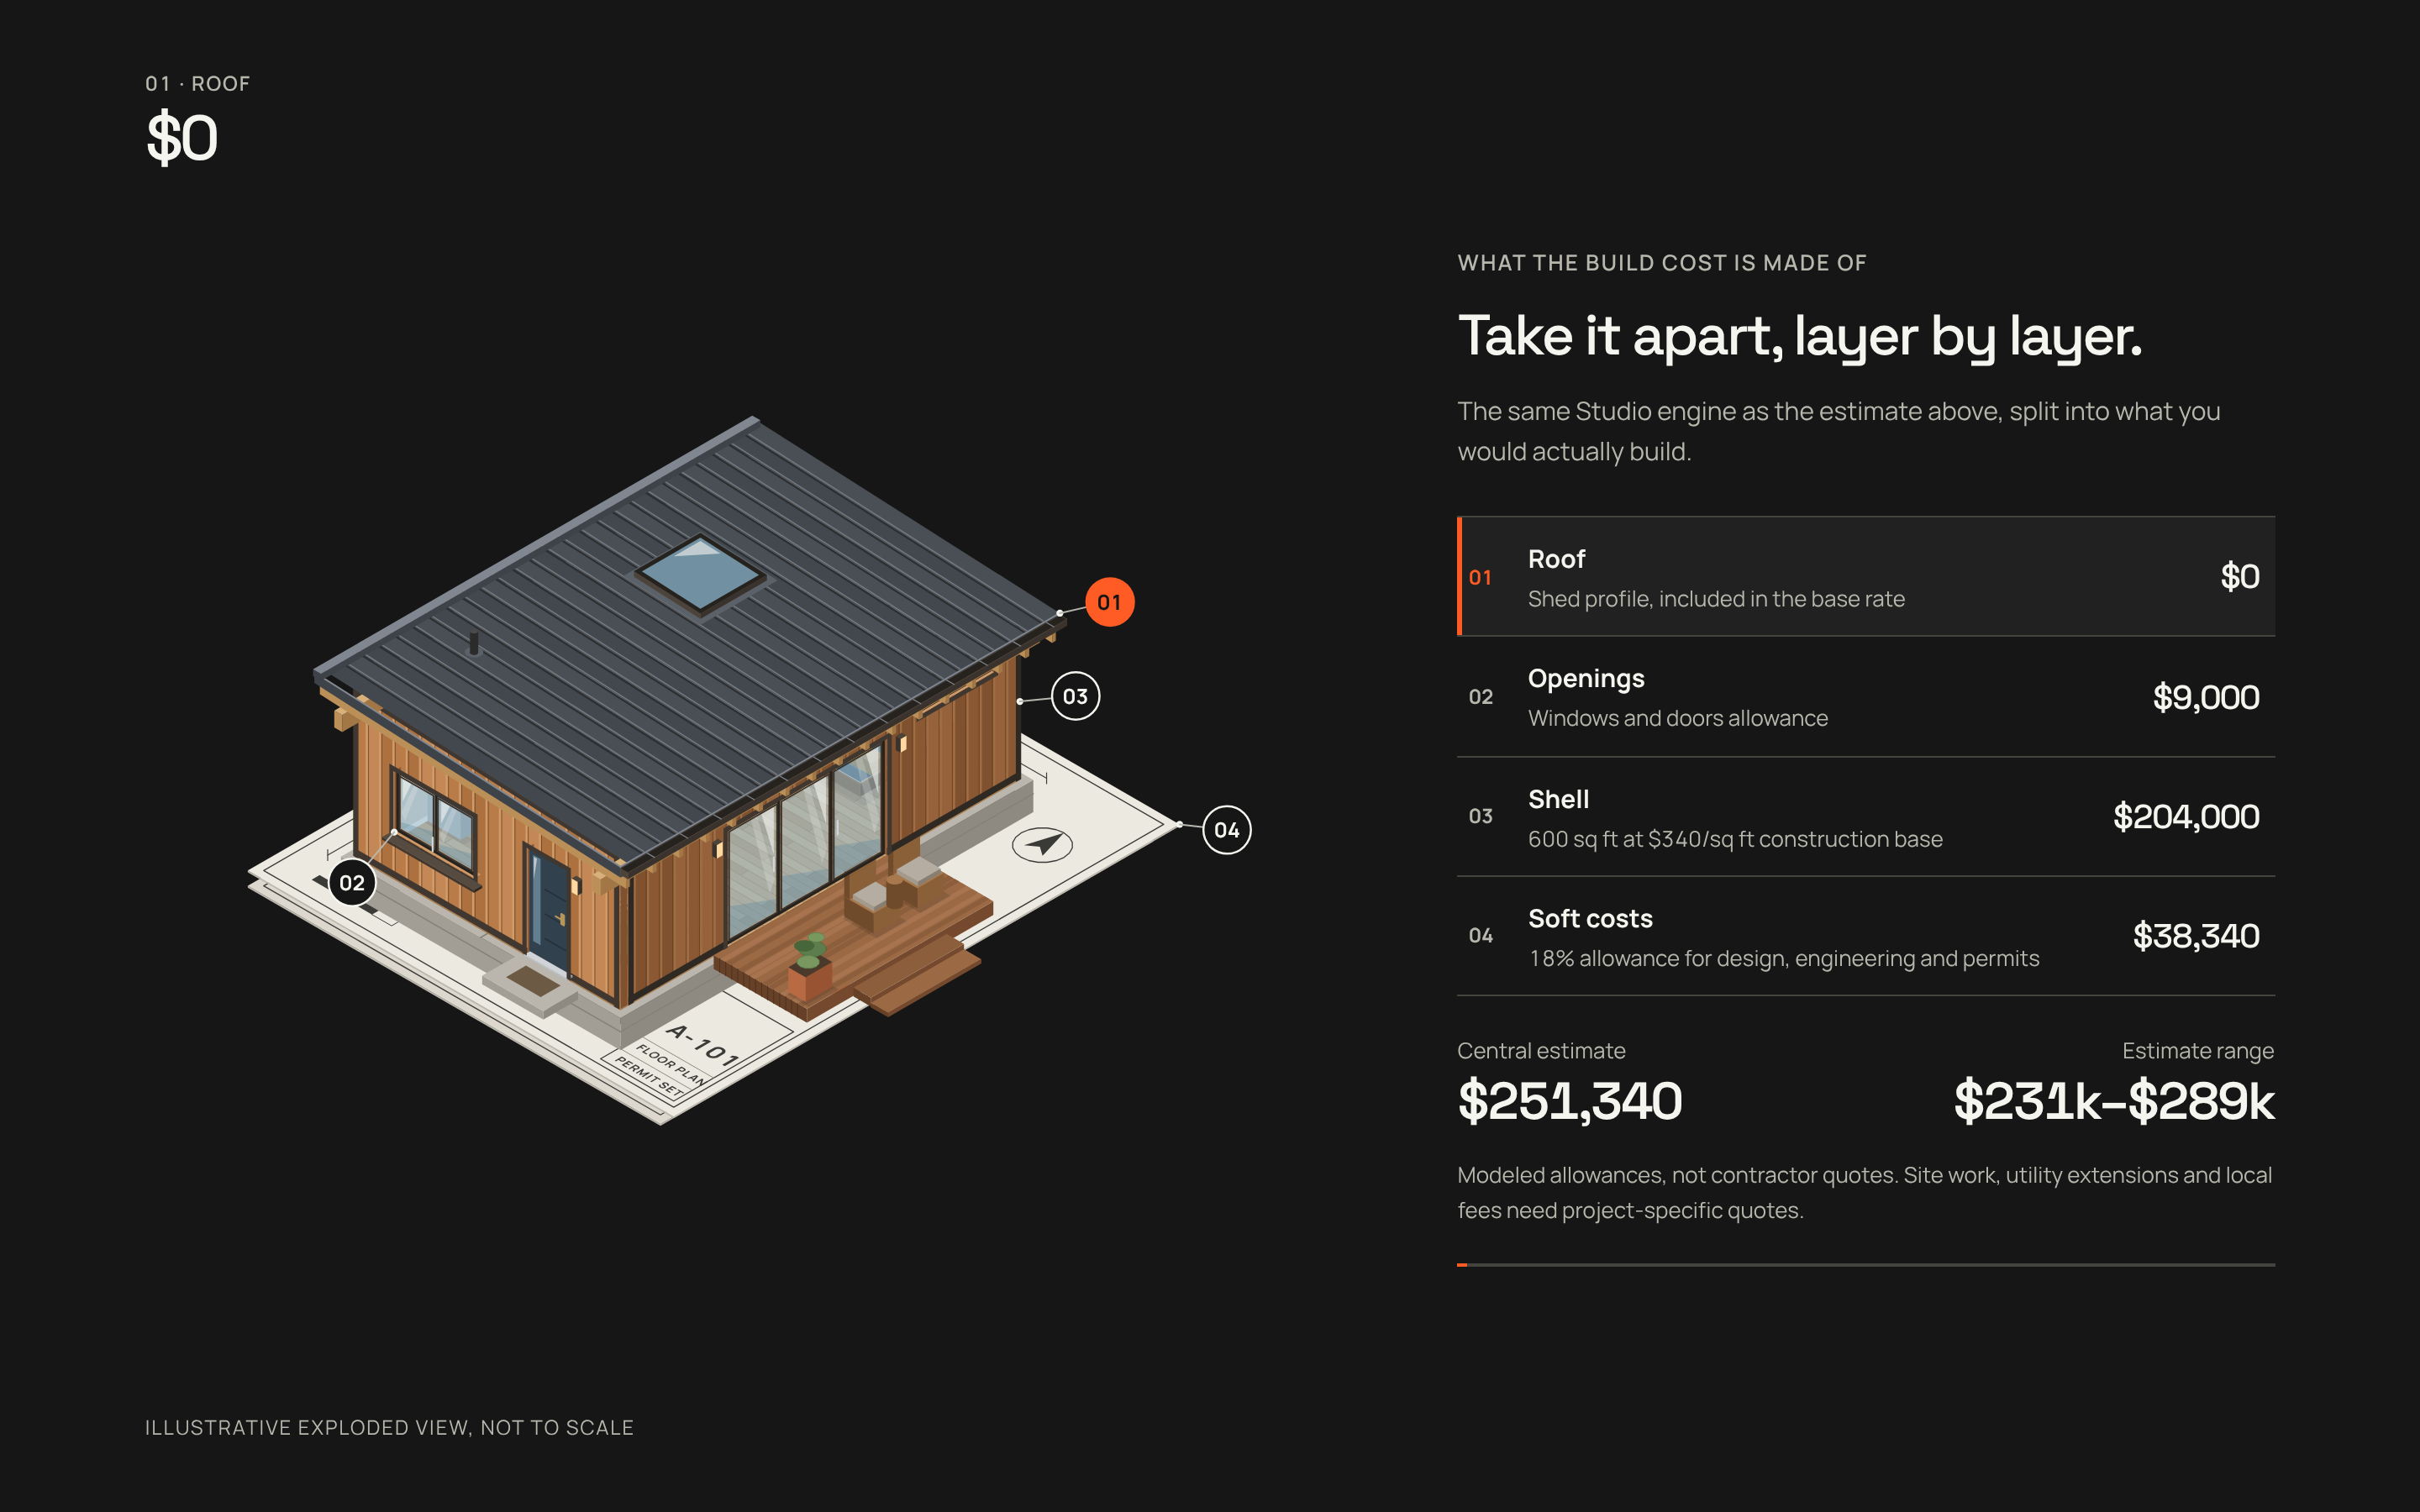 01 · ROOF
$0
WHAT THE BUILD COST IS MADE OF
Take it apart, layer by layer.
The same Studio engine as the estimate above, split into what you
would actually build.
01
Roof
$0
Shed profile, included in the base rate
02
Openings
$9,000
Windows and doors allowance
03
Shell
$204,000
600 sq ft at $340/sq ft construction base
04
Soft costs
$38,340
18% allowance for design, engineering and permits
Central estimate
Estimate range
$251,340
$231k–$289k
Modeled allowances, not contractor quotes. Site work, utility extensions and local
fees need project-specific quotes.
01
03
04
02
A-101
FLOOR PLAN
PERMIT SET
ILLUSTRATIVE EXPLODED VIEW, NOT TO SCALE